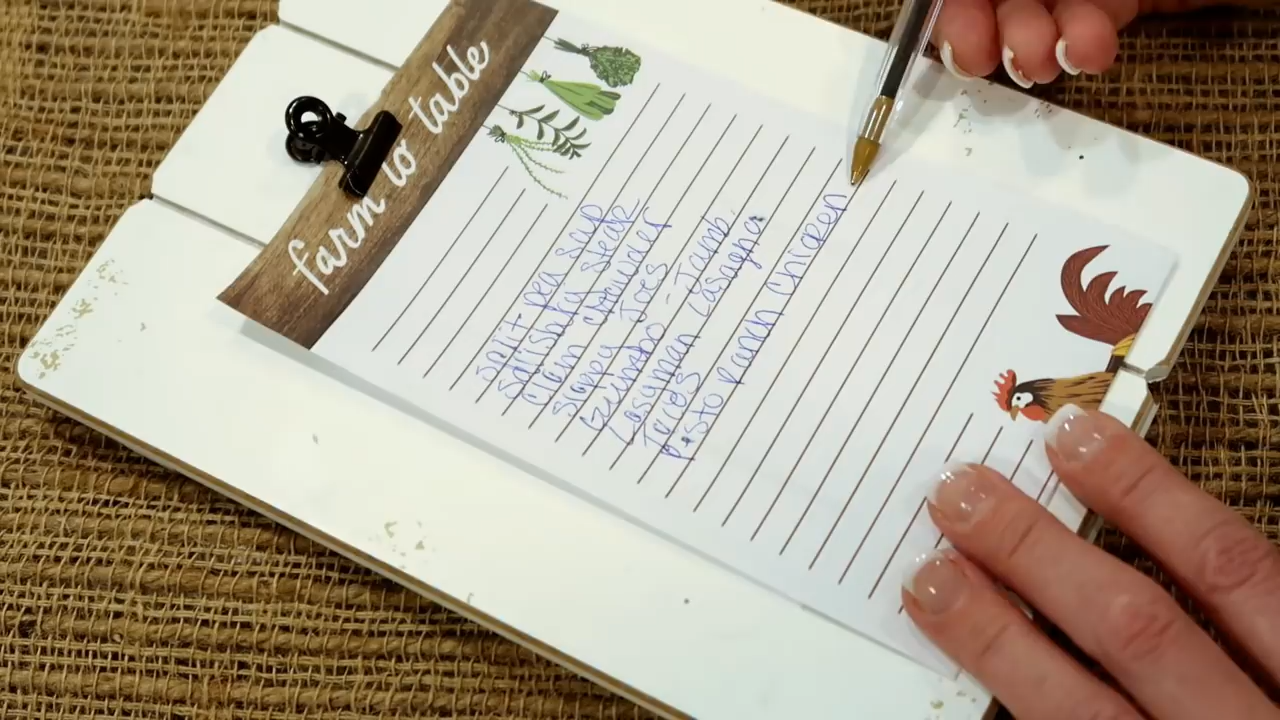 farm to table
split pea soup
salisbury steak
Clam chowder
sloppy Joes
Gumbo - Jamb.
Lazyman Lasagna
Tacos
Pesto Ranch Chicken